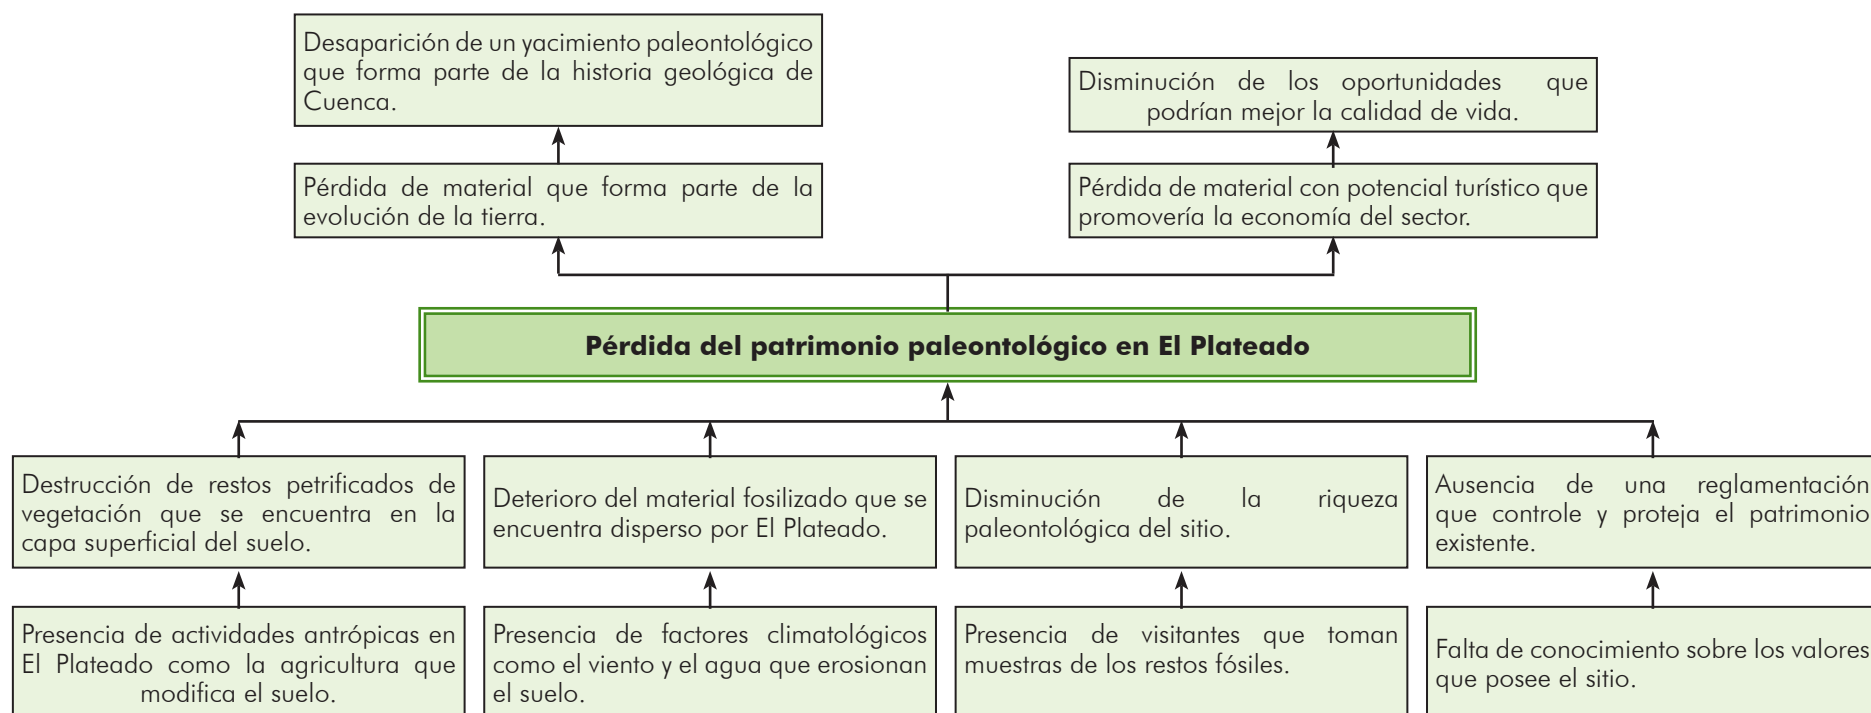 Desaparición de un yacimiento paleontológico
que forma parte de la historia geológica de
Cuenca.
Disminución de los oportunidades que
podrían mejor la calidad de vida.
Pérdida de material que forma parte de la
evolución de la tierra.
Pérdida de material con potencial turístico que
promovería la economía del sector.
Pérdida del patrimonio paleontológico en El Plateado
Destrucción de restos petrificados de
vegetación que se encuentra en la
capa superficial del suelo.
Deterioro del material fosilizado que se
encuentra disperso por El Plateado.
Disminución de la riqueza
paleontológica del sitio.
Ausencia de una reglamentación
que controle y proteja el patrimonio
existente.
Presencia de actividades antrópicas en
El Plateado como la agricultura que
modifica el suelo.
Presencia de factores climatológicos
como el viento y el agua que erosionan
el suelo.
Presencia de visitantes que toman
muestras de los restos fósiles.
Falta de conocimiento sobre los valores
que posee el sitio.